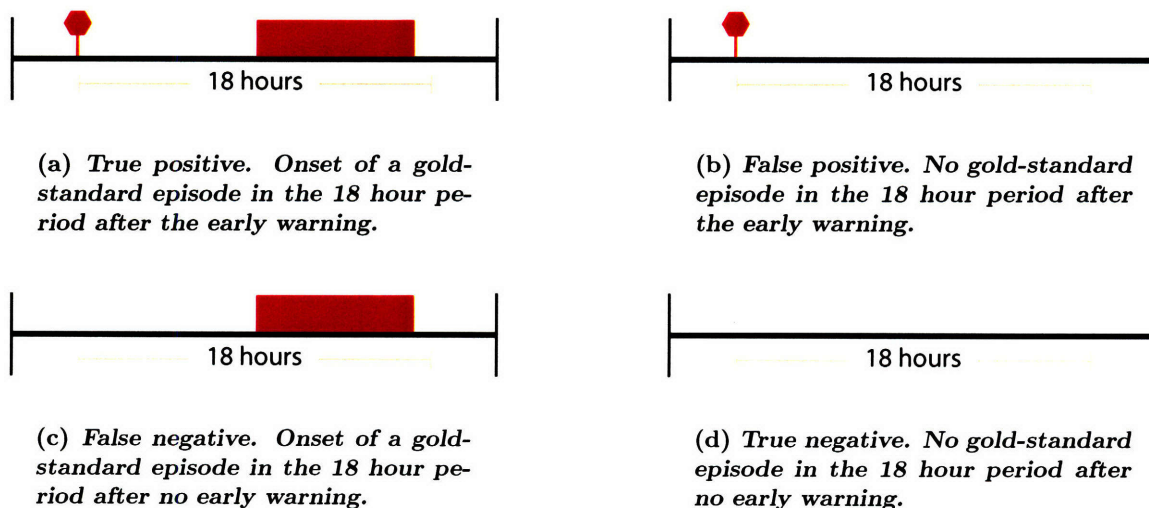 18 hours
(a) True positive. Onset of a gold-
standard episode in the 18 hour pe-
riod after the early warning.
18 hours
(b) False positive. No gold-standard
episode in the 18 hour period after
the early warning.
18 hours
(c) False negative. Onset of a gold-
standard episode in the 18 hour pe-
riod after no early warning.
18 hours
(d) True negative. No gold-standard
episode in the 18 hour period after
no early warning.